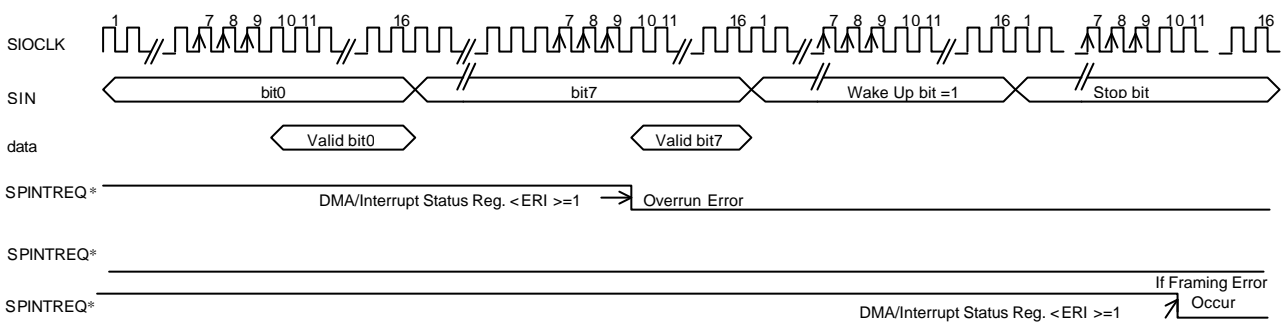 1 7 8 9 10 11 16 7 8 9 10 11 16 1 7 8 9 10 11 16 1 7 8 9 10 11 16
SIOCLK
SIN bit0 bit7 Wake Up bit =1 Stop bit
data Valid bit0 Valid bit7
SPINTREQ* DMA/Interrupt Status Reg. <ERI >=1 Overrun Error
SPINTREQ*
If Framing Error
SPINTREQ* DMA/Interrupt Status Reg. <ERI >=1 Occur